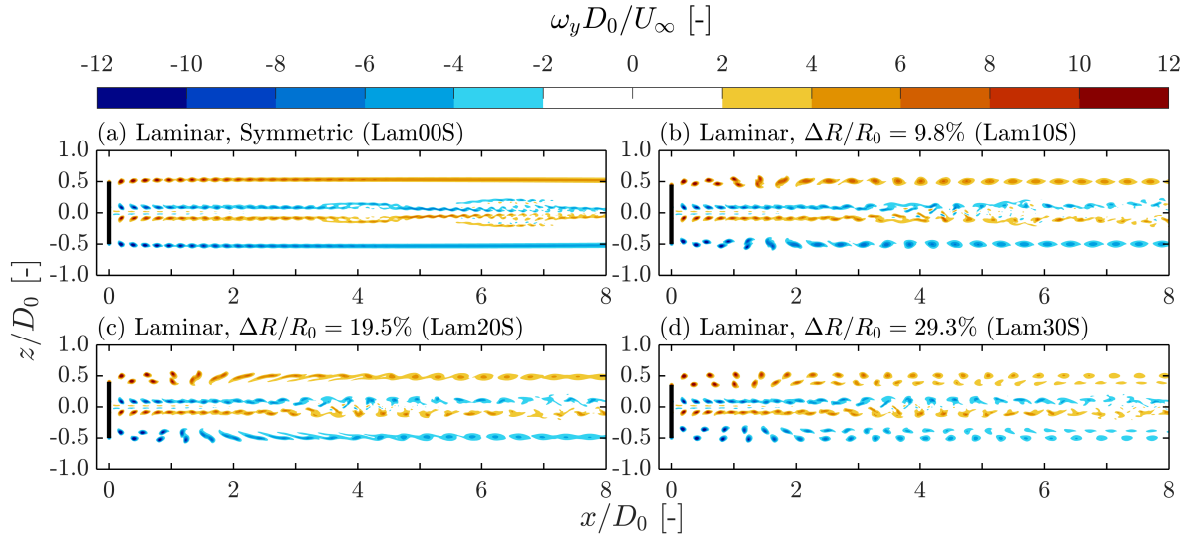 ω_y D_0/U_∞ [-]
-12 -10 -8 -6 -4 -2 0 2 4 6 8 10 12
(a) Laminar, Symmetric (Lam00S)
1.0
0.5
0.0
-0.5
-1.0
0 2 4 6 8
(b) Laminar, ΔR/R_0 = 9.8% (Lam10S)
1.0
0.5
0.0
-0.5
-1.0
0 2 4 6 8
z/D_0 [-]
(c) Laminar, ΔR/R_0 = 19.5% (Lam20S)
1.0
0.5
0.0
-0.5
-1.0
0 2 4 6 8
(d) Laminar, ΔR/R_0 = 29.3% (Lam30S)
1.0
0.5
0.0
-0.5
-1.0
0 2 4 6 8
x/D_0 [-]